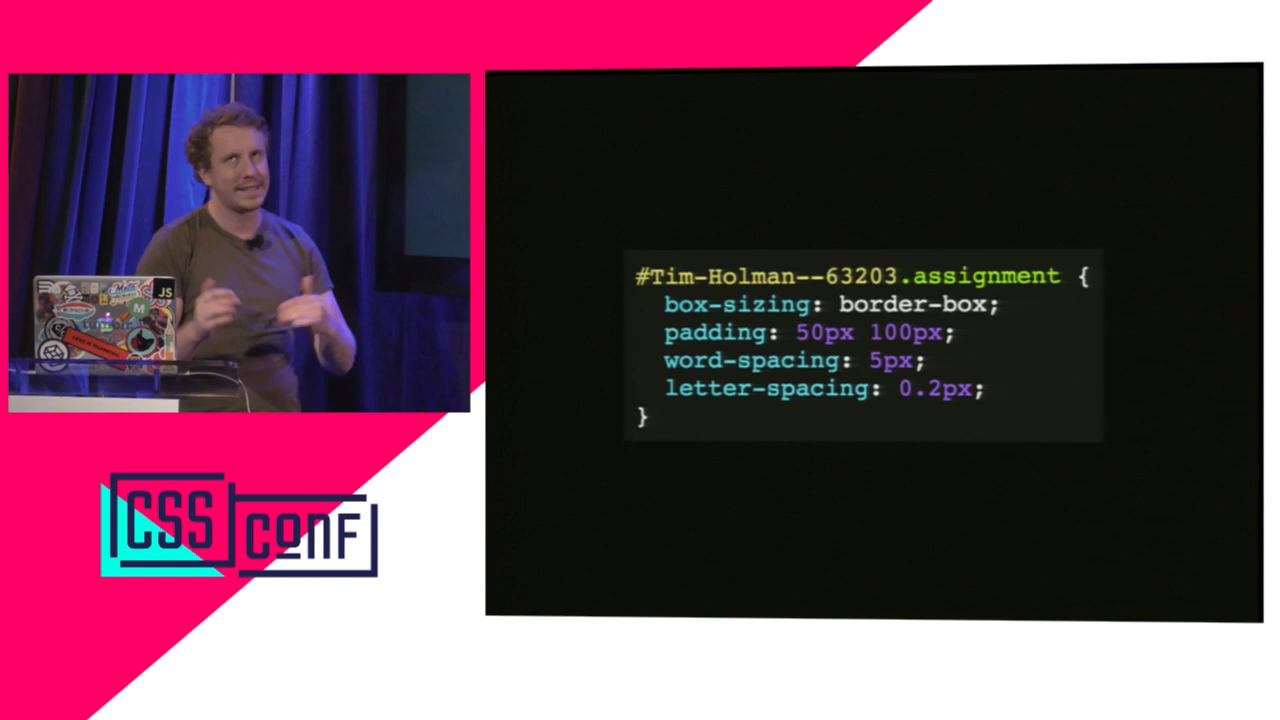 JS
M
tumblr
#Tim-Holman--63203.assignment {
box-sizing: border-box;
padding: 50px 100px;
word-spacing: 5px;
letter-spacing: 0.2px;
}
CSS
CONF